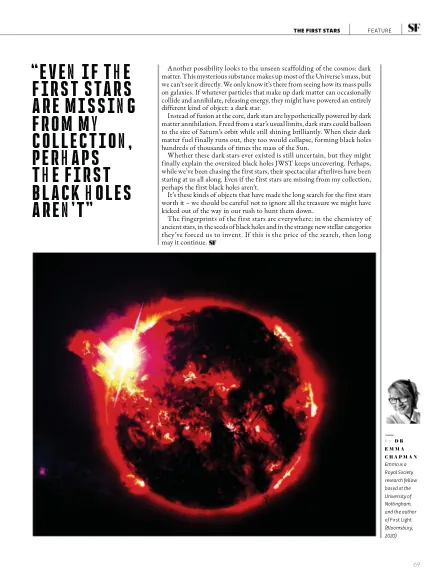 THE FIRST STARS
FEATURE
SF
“EVEN IF THE
FIRST STARS
ARE MISSING
FROM MY
COLLECTION,
PERHAPS
THE FIRST
BLACK HOLES
AREN’T”
Another possibility looks to the unseen scaffolding of the cosmos: dark
matter. This mysterious substance makes up most of the Universe’s mass, but
we can’t see it directly. We only know it’s there from seeing how its mass pulls
on galaxies. If whatever particles that make up dark matter can occasionally
collide and annihilate, releasing energy, they might have powered an entirely
different kind of object: a dark star.
Instead of fusion at the core, dark stars are hypothetically powered by dark
matter annihilation. Freed from a star’s usual limits, dark stars could balloon
to the size of Saturn’s orbit while still shining brilliantly. When their dark
matter fuel finally runs out, they too would collapse, forming black holes
hundreds of thousands of times the mass of the Sun.
Whether these dark stars ever existed is still uncertain, but they might
finally explain the oversized black holes JWST keeps uncovering. Perhaps,
while we’ve been chasing the first stars, their spectacular afterlives have been
staring at us all along. Even if the first stars are missing from my collection,
perhaps the first black holes aren’t.
It’s these kinds of objects that have made the long search for the first stars
worth it – we should be careful not to ignore all the treasure we might have
kicked out of the way in our rush to hunt them down.
The fingerprints of the first stars are everywhere: in the chemistry of
ancient stars, in the seeds of black holes and in the strange new stellar categories
they’ve forced us to invent. If this is the price of the search, then long
may it continue. SF
by DR
EMMA
CHAPMAN
Emma is a
Royal Society
research fellow
based at the
University of
Nottingham,
and the author
of First Light
(Bloomsbury,
2020)
69